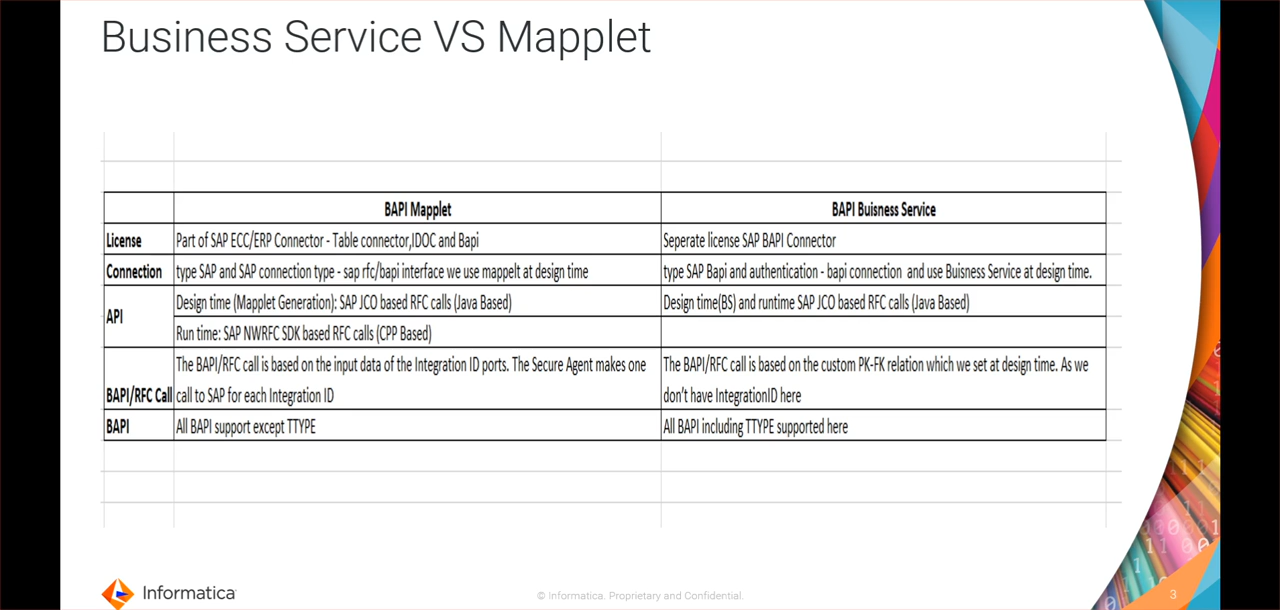 Business Service VS Mapplet
BAPI Mapplet BAPI Buisness Service
License Part of SAP ECC/ERP Connector - Table connector,IDOC and Bapi Seperate license SAP BAPI Connector
Connection type SAP and SAP connection type - sap rfc/bapi interface we use mappelt at design time type SAP Bapi and authentication - bapi connection and use Buisness Service at design time.
API Design time (Mapplet Generation): SAP JCO based RFC calls (Java Based) Design time(BS) and runtime SAP JCO based RFC calls (Java Based)
Run time: SAP NWRFC SDK based RFC calls (CPP Based)
The BAPI/RFC call is based on the input data of the Integration ID ports. The Secure Agent makes one The BAPI/RFC call is based on the custom PK-FK relation which we set at design time. As we
BAPI/RFC Call call to SAP for each Integration ID don't have IntegrationID here
BAPI All BAPI support except TTYPE All BAPI including TTYPE supported here
Informatica
© Informatica. Proprietary and Confidential.
3